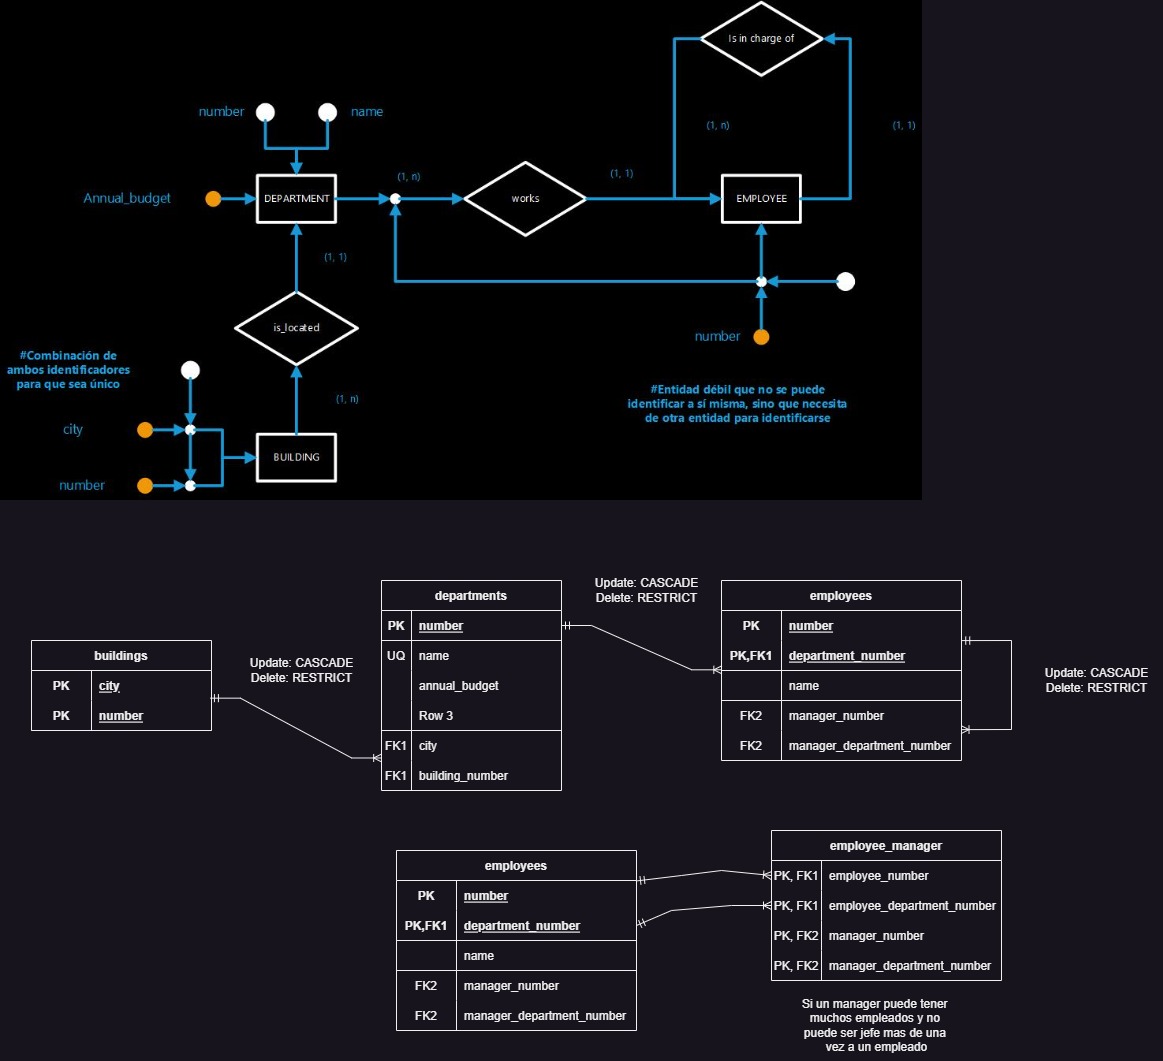 Is in charge of
(1, n)
(1, 1)
number
name
Annual_budget
DEPARTMENT
(1, n)
works
(1, 1)
EMPLOYEE
(1, 1)
is_located
number
#Combinación de
ambos identificadores
para que sea único
(1, n)
#Entidad débil que no se puede
identificar a sí misma, sino que necesita
de otra entidad para identificarse
city
BUILDING
number
buildings
PK
city
PK
number
Update: CASCADE
Delete: RESTRICT
departments
PK
number
UQ
name
annual_budget
Row 3
FK1
city
FK1
building_number
Update: CASCADE
Delete: RESTRICT
employees
PK
number
PK,FK1
department_number
name
FK2
manager_number
FK2
manager_department_number
Update: CASCADE
Delete: RESTRICT
employees
PK
number
PK,FK1
department_number
name
FK2
manager_number
FK2
manager_department_number
employee_manager
PK, FK1
employee_number
PK, FK1
employee_department_number
PK, FK2
manager_number
PK, FK2
manager_department_number
Si un manager puede tener
muchos empleados y no
puede ser jefe mas de una
vez a un empleado